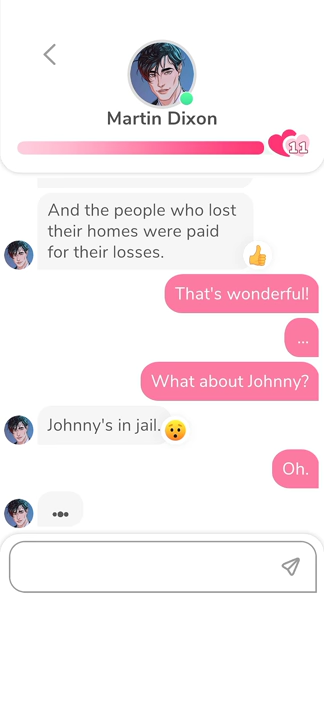 Martin Dixon
11
And the people who lost
their homes were paid
for their losses.
That's wonderful!
...
What about Johnny?
Johnny's in jail.
Oh.